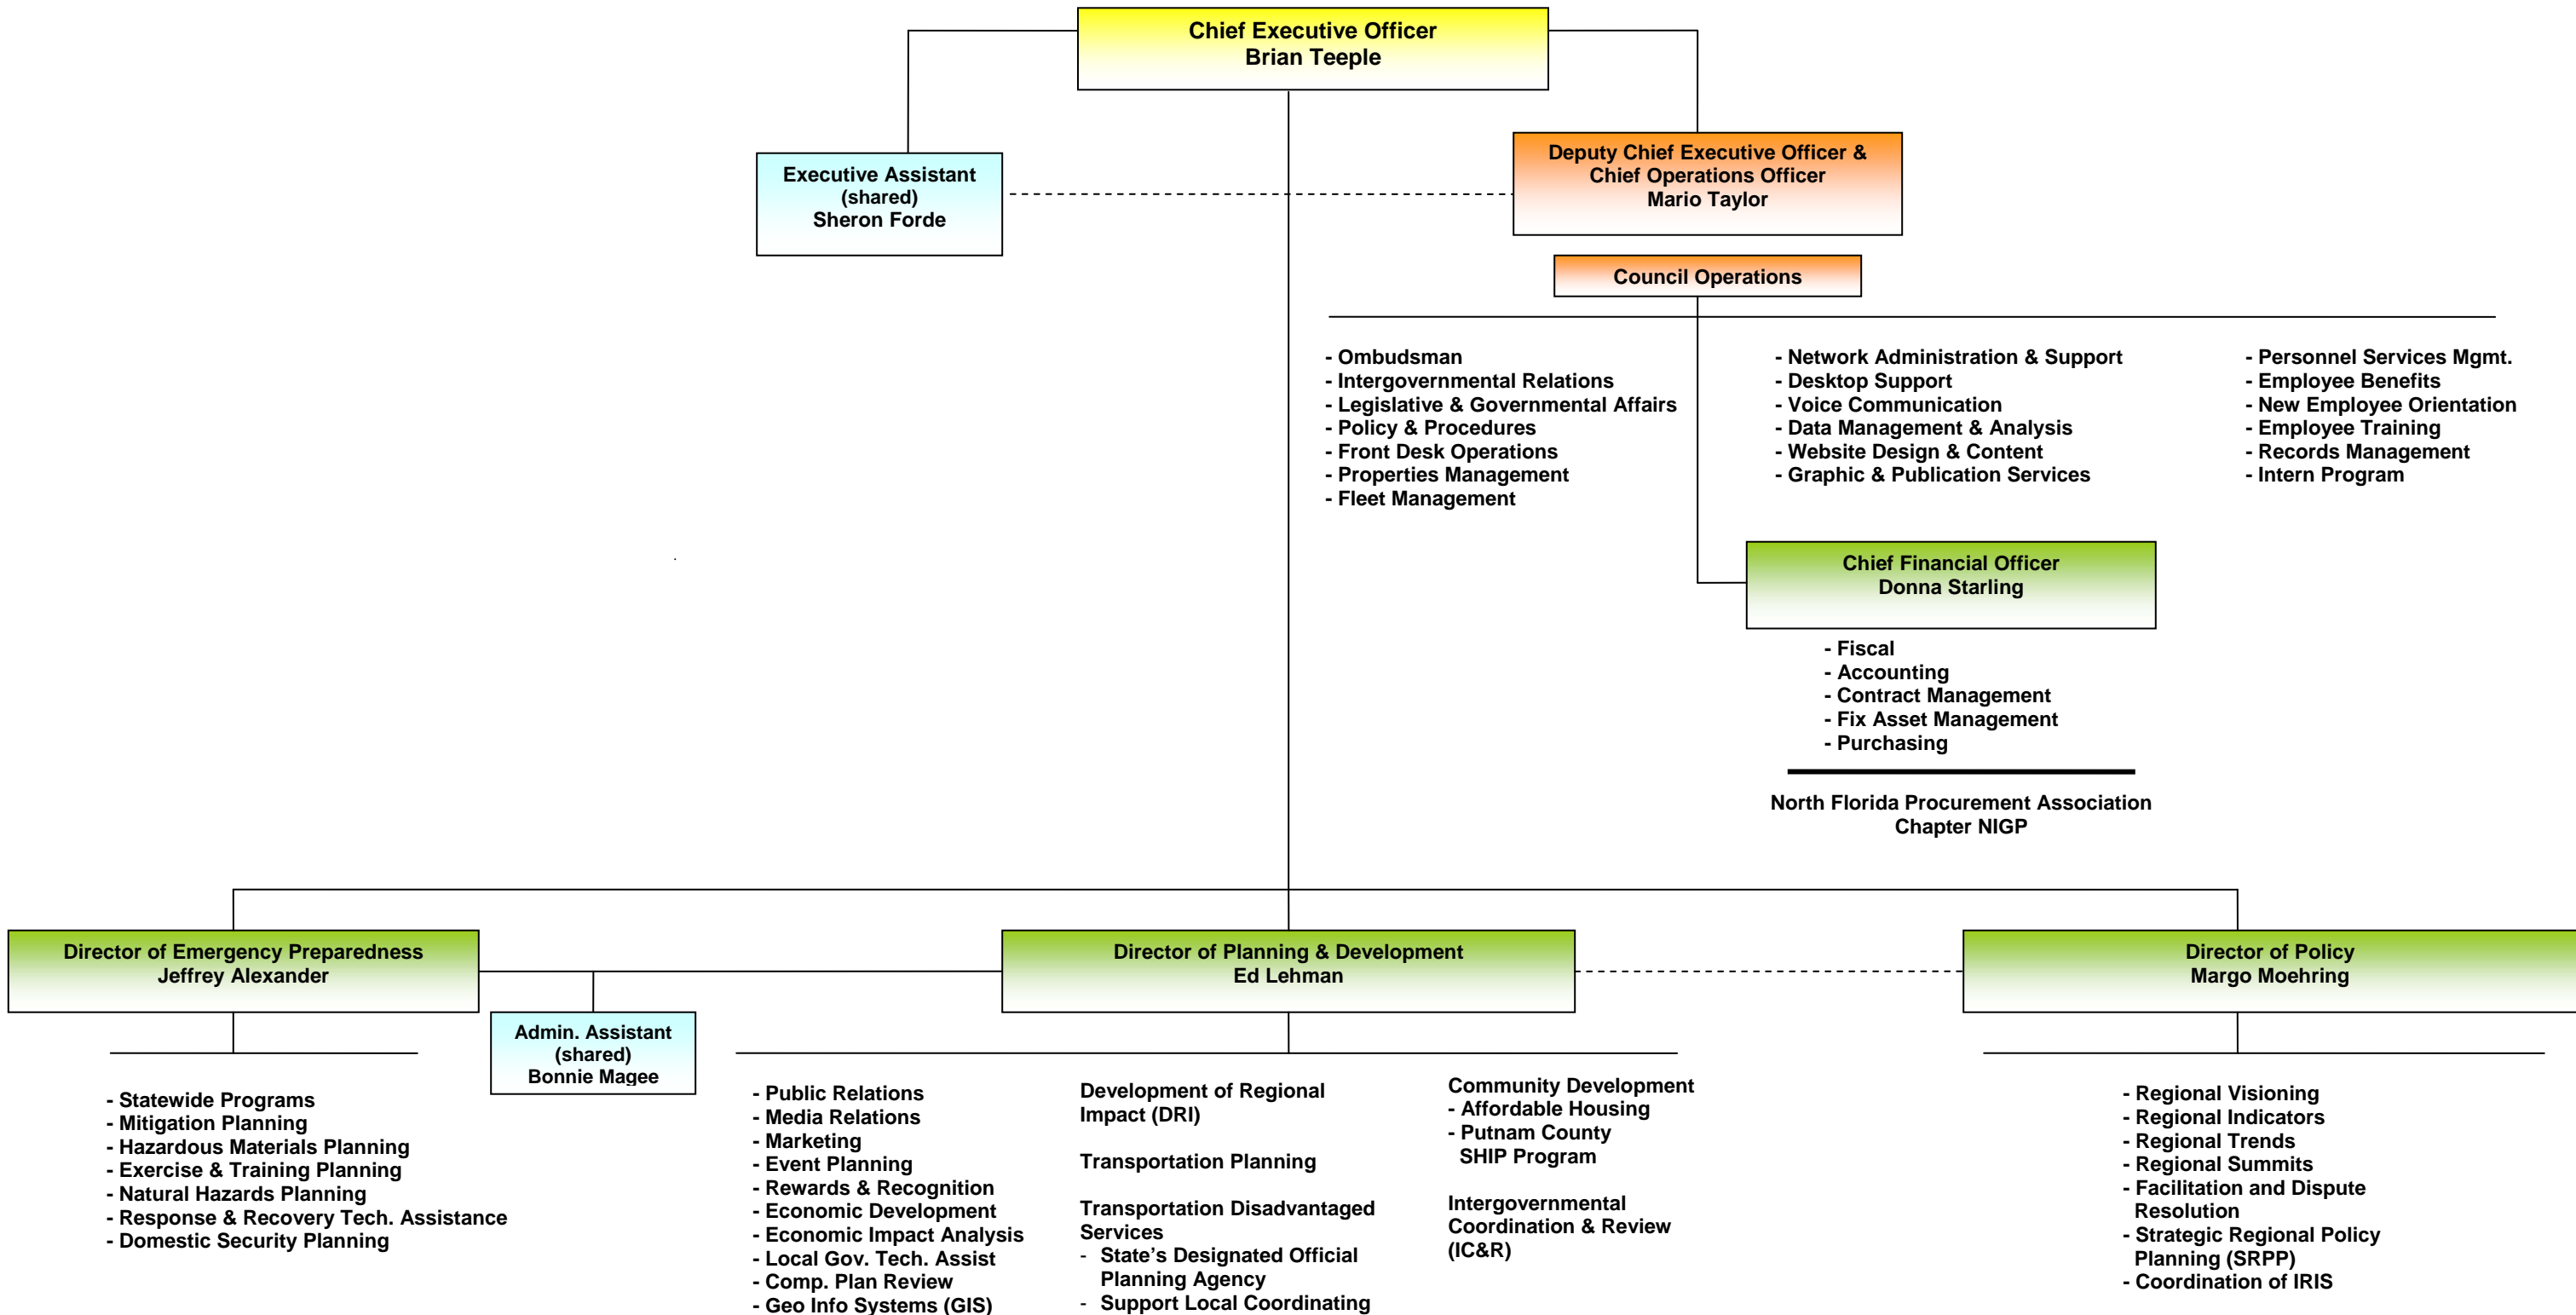 Chief Executive Officer
Brian Teeple
Executive Assistant
(shared)
Sheron Forde
Deputy Chief Executive Officer &
Chief Operations Officer
Mario Taylor
Council Operations
- Ombudsman
- Intergovernmental Relations
- Legislative & Governmental Affairs
- Policy & Procedures
- Front Desk Operations
- Properties Management
- Fleet Management
- Network Administration & Support
- Desktop Support
- Voice Communication
- Data Management & Analysis
- Website Design & Content
- Graphic & Publication Services
- Personnel Services Mgmt.
- Employee Benefits
- New Employee Orientation
- Employee Training
- Records Management
- Intern Program
Chief Financial Officer
Donna Starling
- Fiscal
- Accounting
- Contract Management
- Fix Asset Management
- Purchasing
North Florida Procurement Association
Chapter NIGP
Director of Emergency Preparedness
Jeffrey Alexander
Admin. Assistant
(shared)
Bonnie Magee
Director of Planning & Development
Ed Lehman
Director of Policy
Margo Moehring
- Statewide Programs
- Mitigation Planning
- Hazardous Materials Planning
- Exercise & Training Planning
- Natural Hazards Planning
- Response & Recovery Tech. Assistance
- Domestic Security Planning
- Public Relations
- Media Relations
- Marketing
- Event Planning
- Rewards & Recognition
- Economic Development
- Economic Impact Analysis
- Local Gov. Tech. Assist
- Comp. Plan Review
- Geo Info Systems (GIS)
Development of Regional
Impact (DRI)
Transportation Planning
Transportation Disadvantaged
Services
- State’s Designated Official
Planning Agency
- Support Local Coordinating
Community Development
- Affordable Housing
- Putnam County
SHIP Program
Intergovernmental
Coordination & Review
(IC&R)
- Regional Visioning
- Regional Indicators
- Regional Trends
- Regional Summits
- Facilitation and Dispute
Resolution
- Strategic Regional Policy
Planning (SRPP)
- Coordination of IRIS